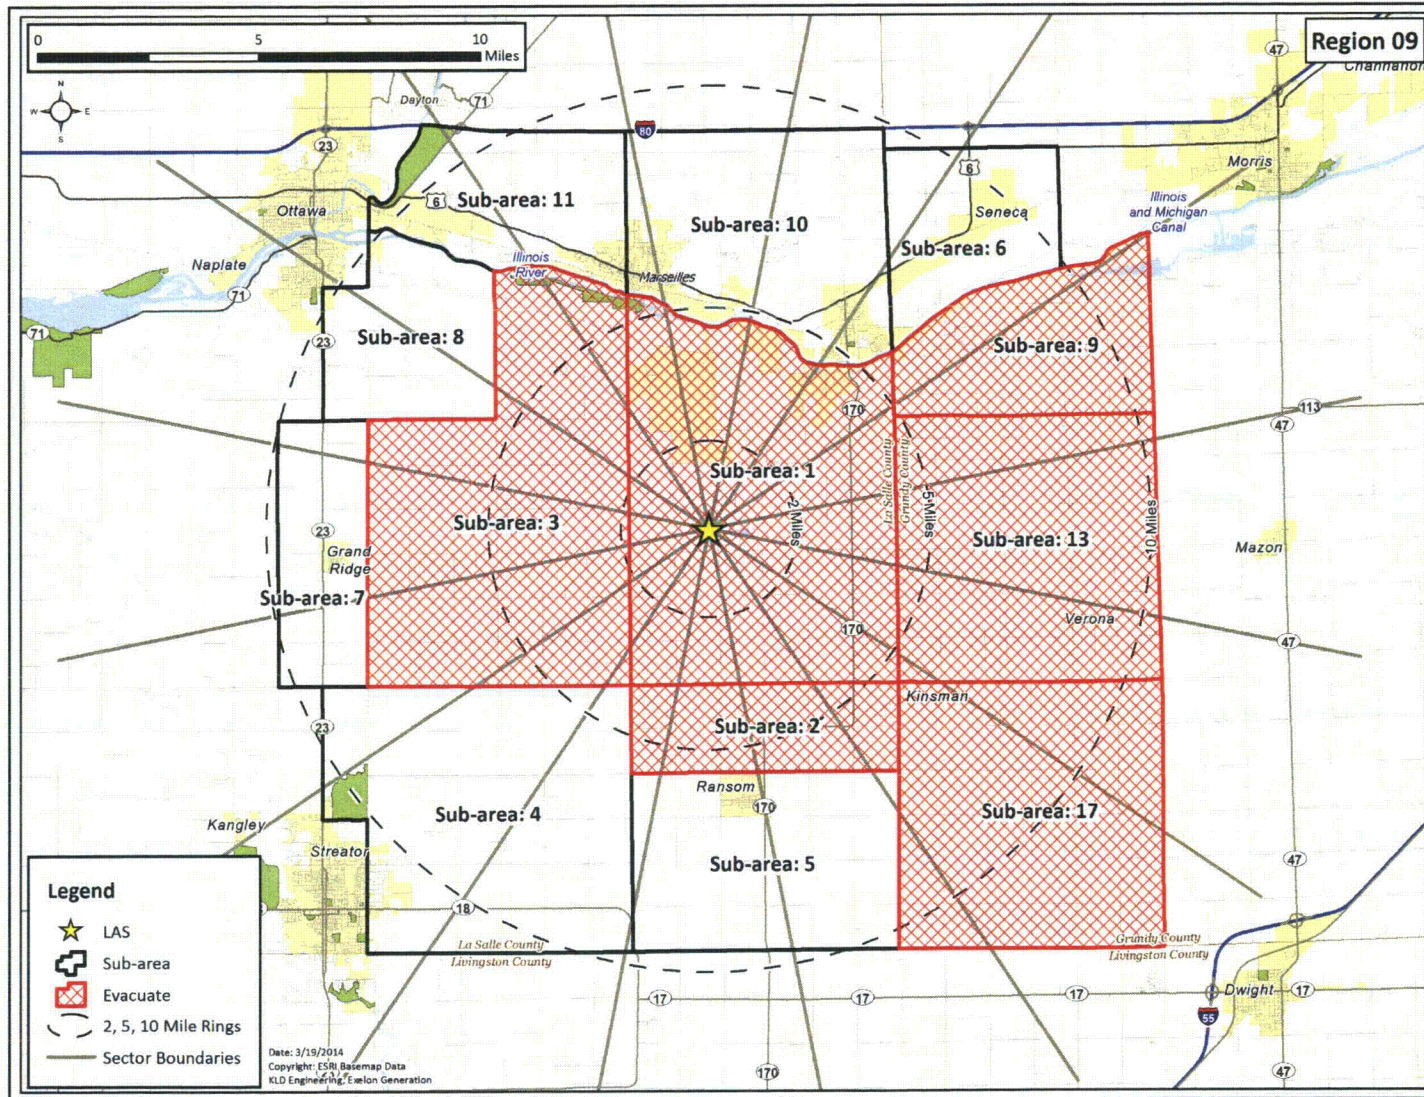 0 5 10
Miles
Region 09
47
Channahon
N
W E
S
Dayton
71
80
23
6
6
Morris
Sub-area: 11
Ottawa
Sub-area: 10
Seneca
Illinois
and Michigan
Canal
Sub-area: 6
Naplate
Illinois
River
Marseilles
71
71
23
Sub-area: 8
Sub-area: 9
170
113
47
La Salle County
Grundy County
Sub-area: 1
2 Miles
5 Miles
10 Miles
Sub-area: 3
Sub-area: 13
23
Grand
Ridge
Mazon
Sub-area: 7
Verona
170
47
Kinsman
23
Sub-area: 2
Ransom
170
Sub-area: 4
Sub-area: 17
Kangley
Streator
Sub-area: 5
47
18
La Salle County
Livingston County
Grundy County
Livingston County
17
17
17
Dwight
17
55
170
47
Legend
LAS
Sub-area
Evacuate
2, 5, 10 Mile Rings
Sector Boundaries
Date: 3/19/2014
Copyright: ESRI Basemap Data
KLD Engineering, Exelon Generation